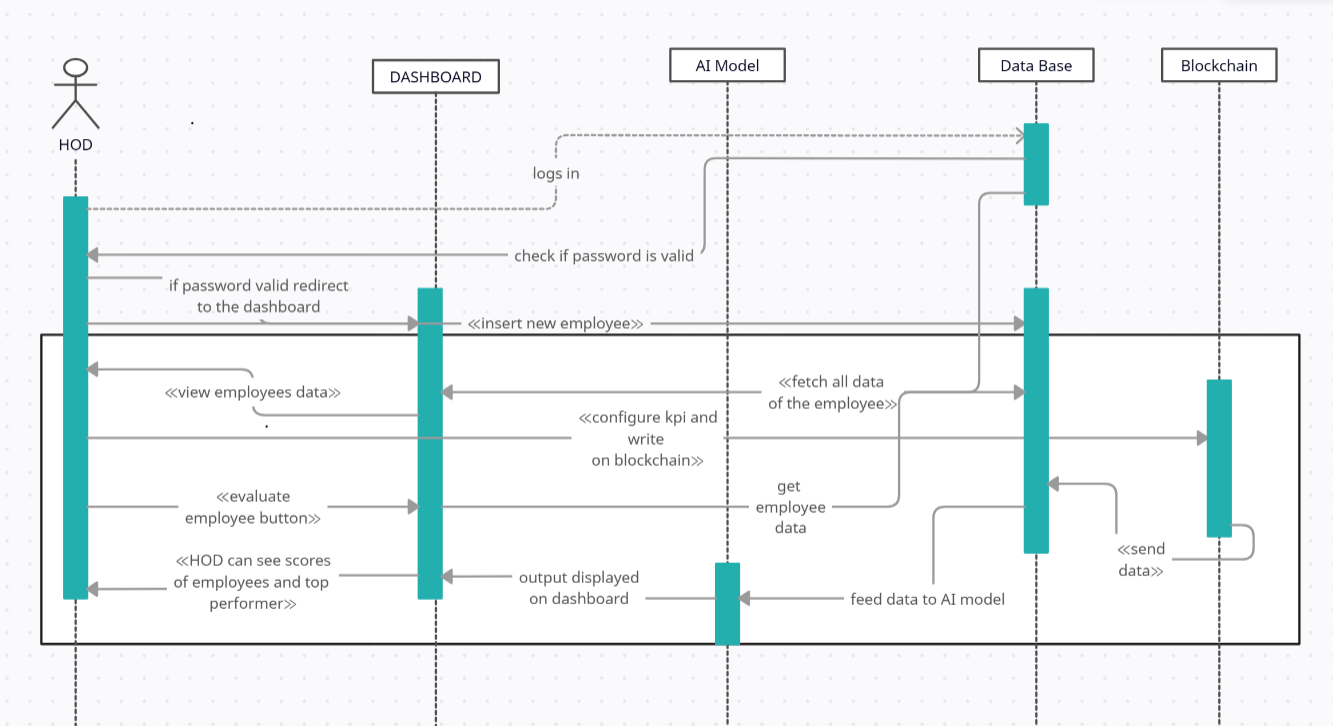 AI Model
Data Base
Blockchain
DASHBOARD
HOD
logs in
check if password is valid
if password valid redirect
to the dashboard
≪insert new employee≫
≪view employees data≫
≪fetch all data
of the employee≫
≪configure kpi and
write
on blockchain≫
≪evaluate
employee button≫
get
employee
data
≪send
data≫
≪HOD can see scores
of employees and top
performer≫
output displayed
on dashboard
feed data to AI model